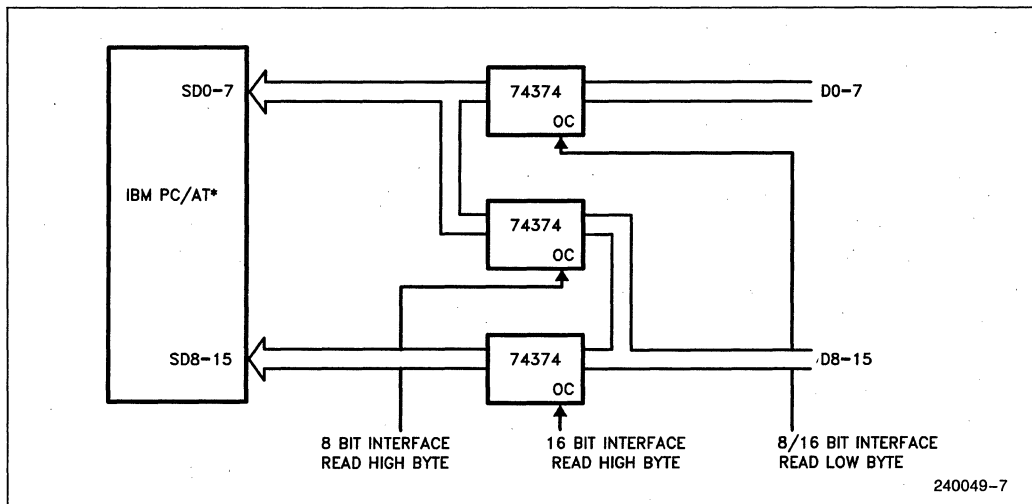 SD0-7
74374
OC
D0-7
IBM PC/AT*
74374
OC
SD8-15
74374
OC
D8-15
8 BIT INTERFACE
READ HIGH BYTE
16 BIT INTERFACE
READ HIGH BYTE
8/16 BIT INTERFACE
READ LOW BYTE
240049-7